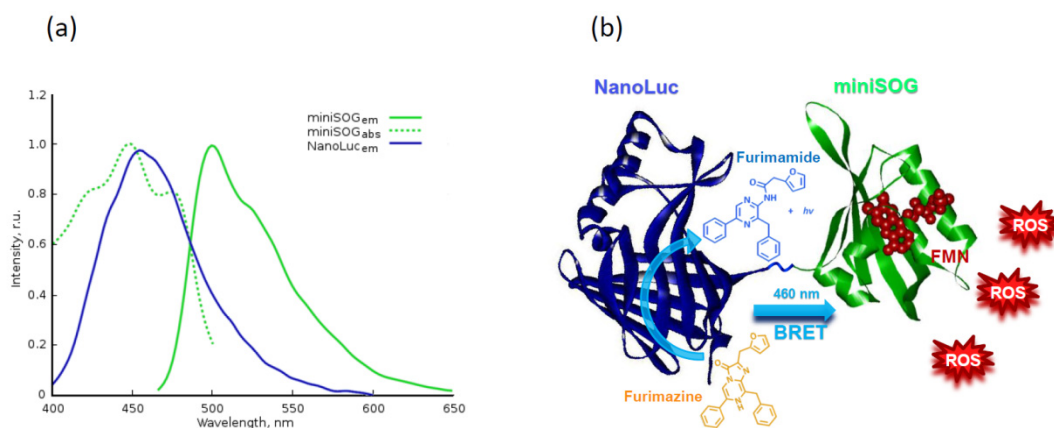 (a)
1.2
1.0
0.8
0.6
0.4
0.2
0
400
450
500
550
600
650
Intensity, r.u.
Wavelength, nm
miniSOGem
miniSOGabs
NanoLucem
(b)
NanoLuc
miniSOG
Furimamide
O
O
NH
N
N
+ hν
FMN
ROS
ROS
ROS
460 nm
BRET
O
O
N
N
N
H
Furimazine